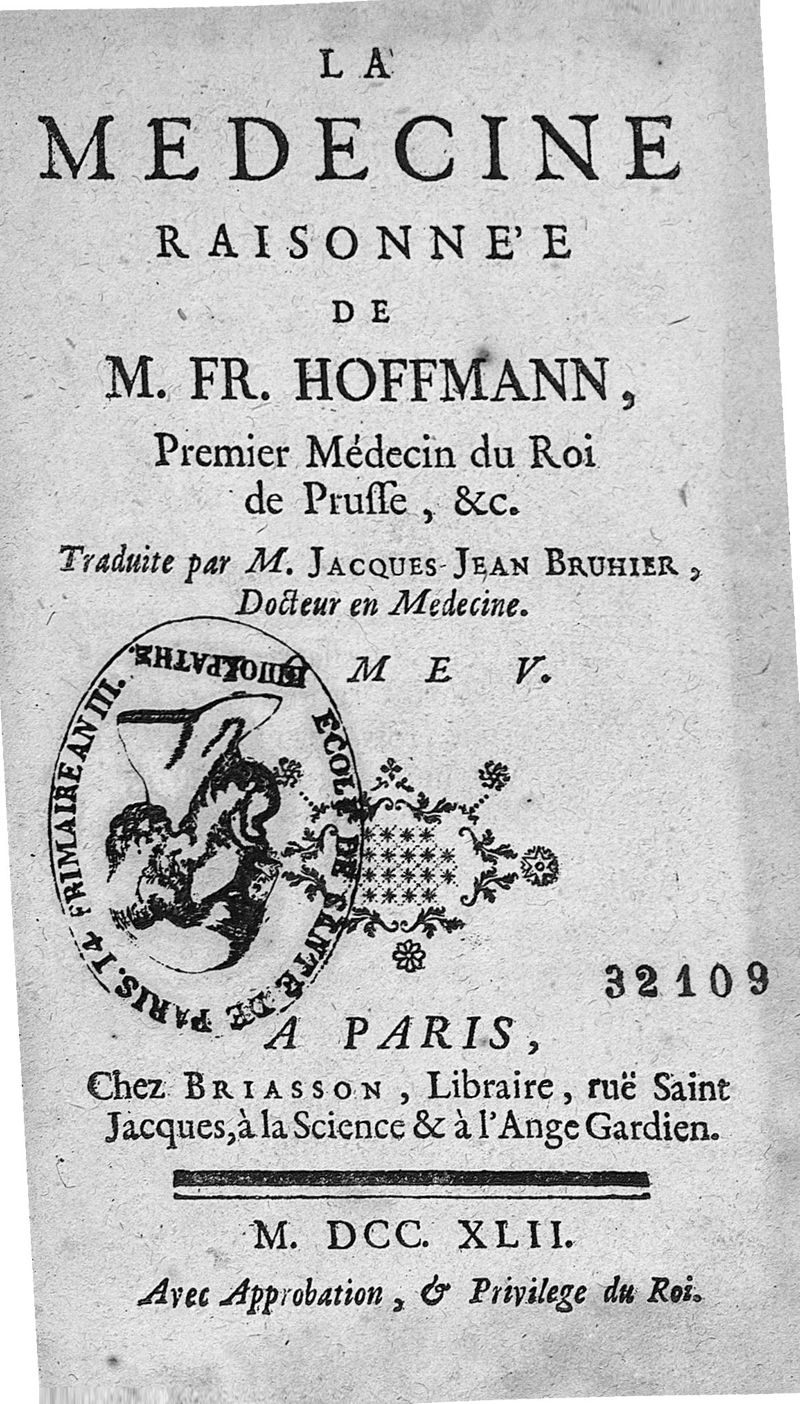 LA
MEDECINE
RAISONNE'E
DE
M. FR. HOFFMANN,
Premier Médecin du Roi
de Prusse, &c.
Traduite par M. JACQUES-JEAN BRUHIER,
Docteur en Medecine.
M E V.
ECOLE DE SANTÉ DE PARIS. 14 FRIMAIRE AN III.
32109
A PARIS,
Chez BRIASSON, Libraire, ruë Saint
Jacques, à la Science & à l'Ange Gardien.
M. DCC. XLII.
Avec Approbation, & Privilege du Roi.